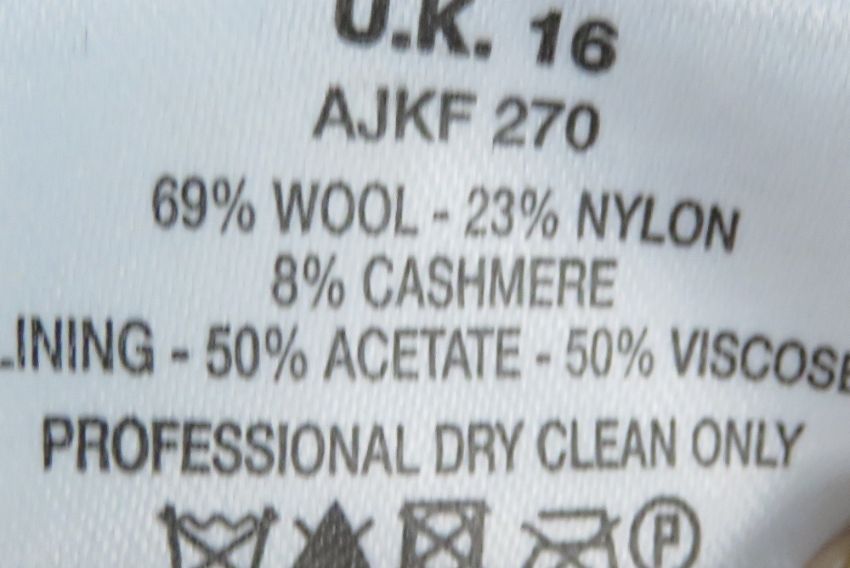 U.K. 16
AJKF 270
69% WOOL - 23% NYLON
8% CASHMERE
LINING - 50% ACETATE - 50% VISCOSE
PROFESSIONAL DRY CLEAN ONLY
P